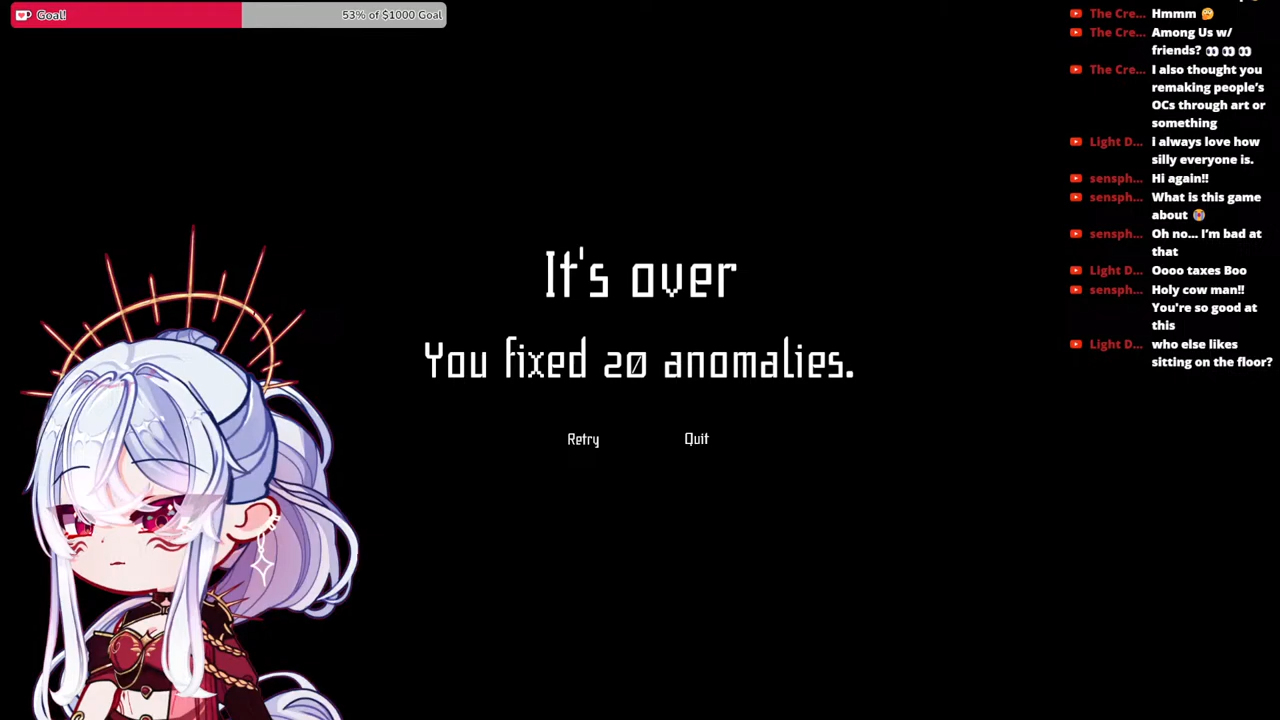 Goal!
53% of $1000 Goal
It's over
You fixed 20 anomalies.
Retry
Quit
The Cre... Hmmm 🤔
The Cre... Among Us w/
friends? 👀 👀 👀
The Cre... I also thought you
remaking people's
OCs through art or
something
Light D... i always love how
silly everyone is.
sensph... Hi again!!
sensph... What is this game
about
sensph... Oh no... I'm bad at
that
Light D... Oooo taxes Boo
sensph... Holy cow man!!
You're so good at
this
Light D... who else likes
sitting on the floor?